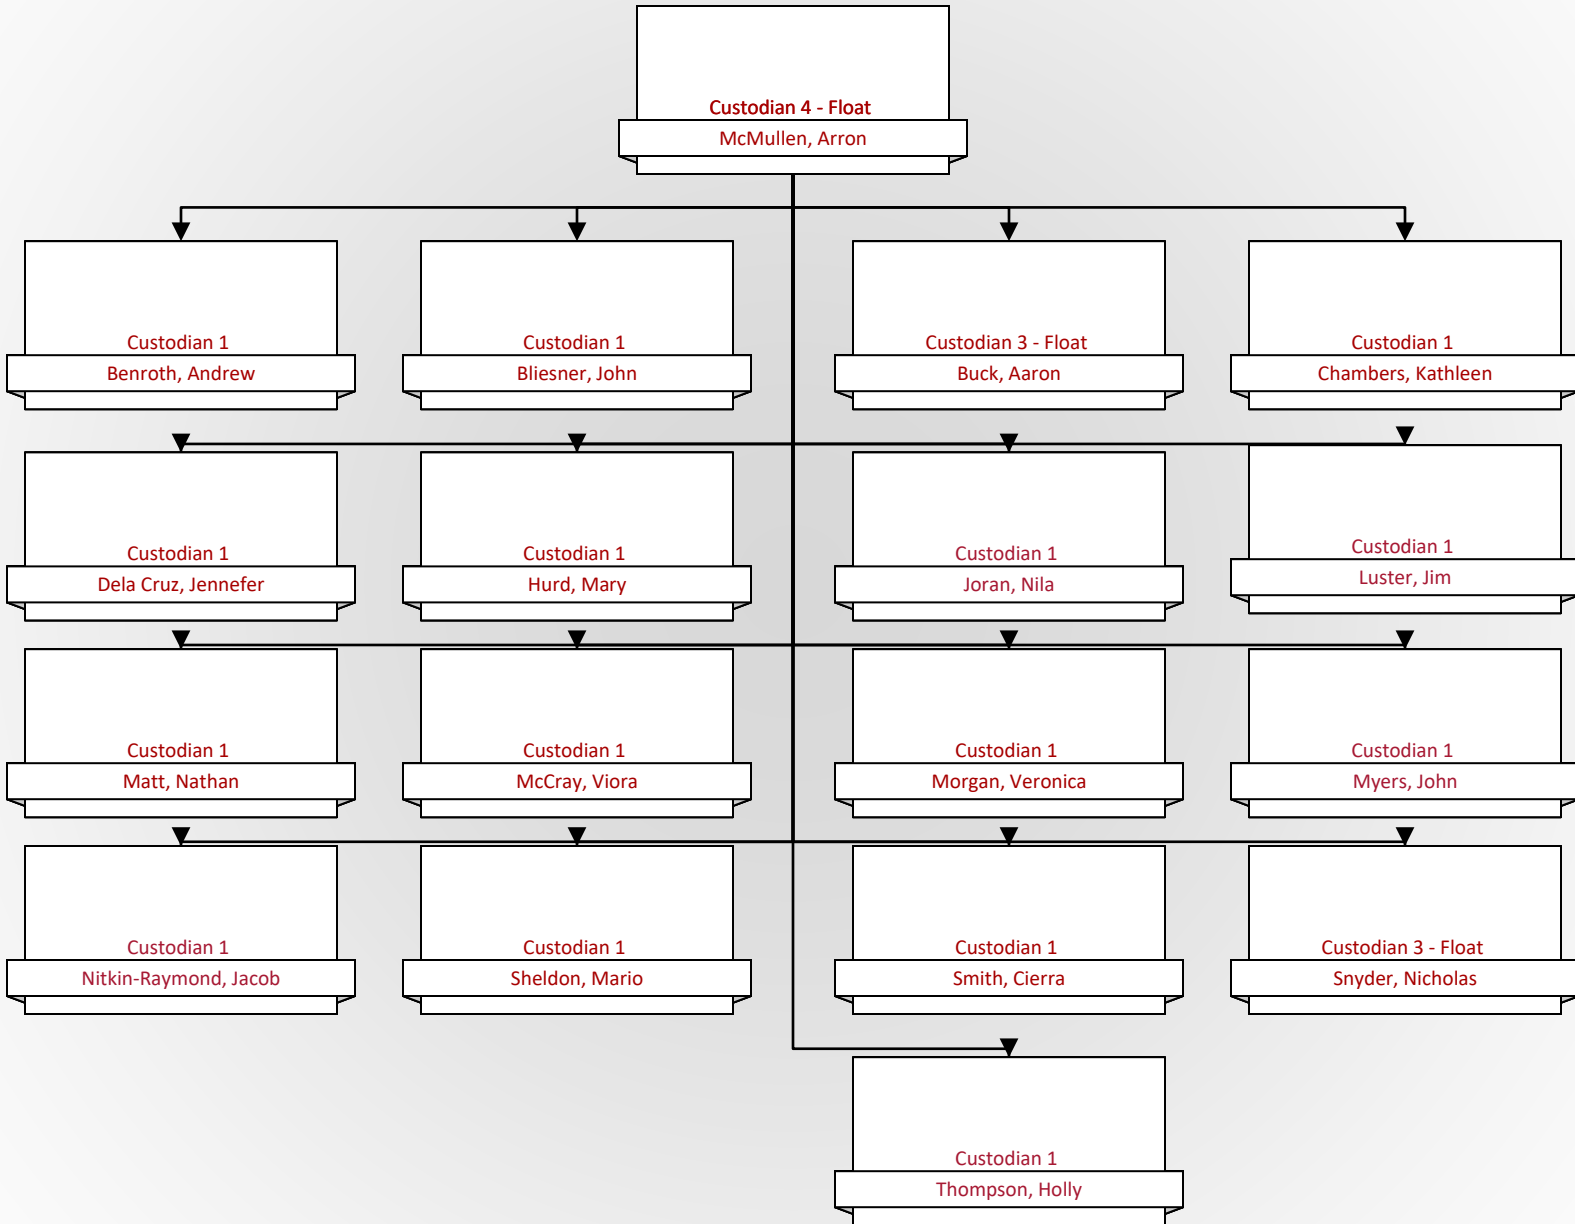 Custodian 4 - Float
McMullen, Arron
Custodian 1
Benroth, Andrew
Custodian 1
Bliesner, John
Custodian 3 - Float
Buck, Aaron
Custodian 1
Chambers, Kathleen
Custodian 1
Dela Cruz, Jennefer
Custodian 1
Hurd, Mary
Custodian 1
Joran, Nila
Custodian 1
Luster, Jim
Custodian 1
Matt, Nathan
Custodian 1
McCray, Viora
Custodian 1
Morgan, Veronica
Custodian 1
Myers, John
Custodian 1
Nitkin-Raymond, Jacob
Custodian 1
Sheldon, Mario
Custodian 1
Smith, Cierra
Custodian 3 - Float
Snyder, Nicholas
Custodian 1
Thompson, Holly